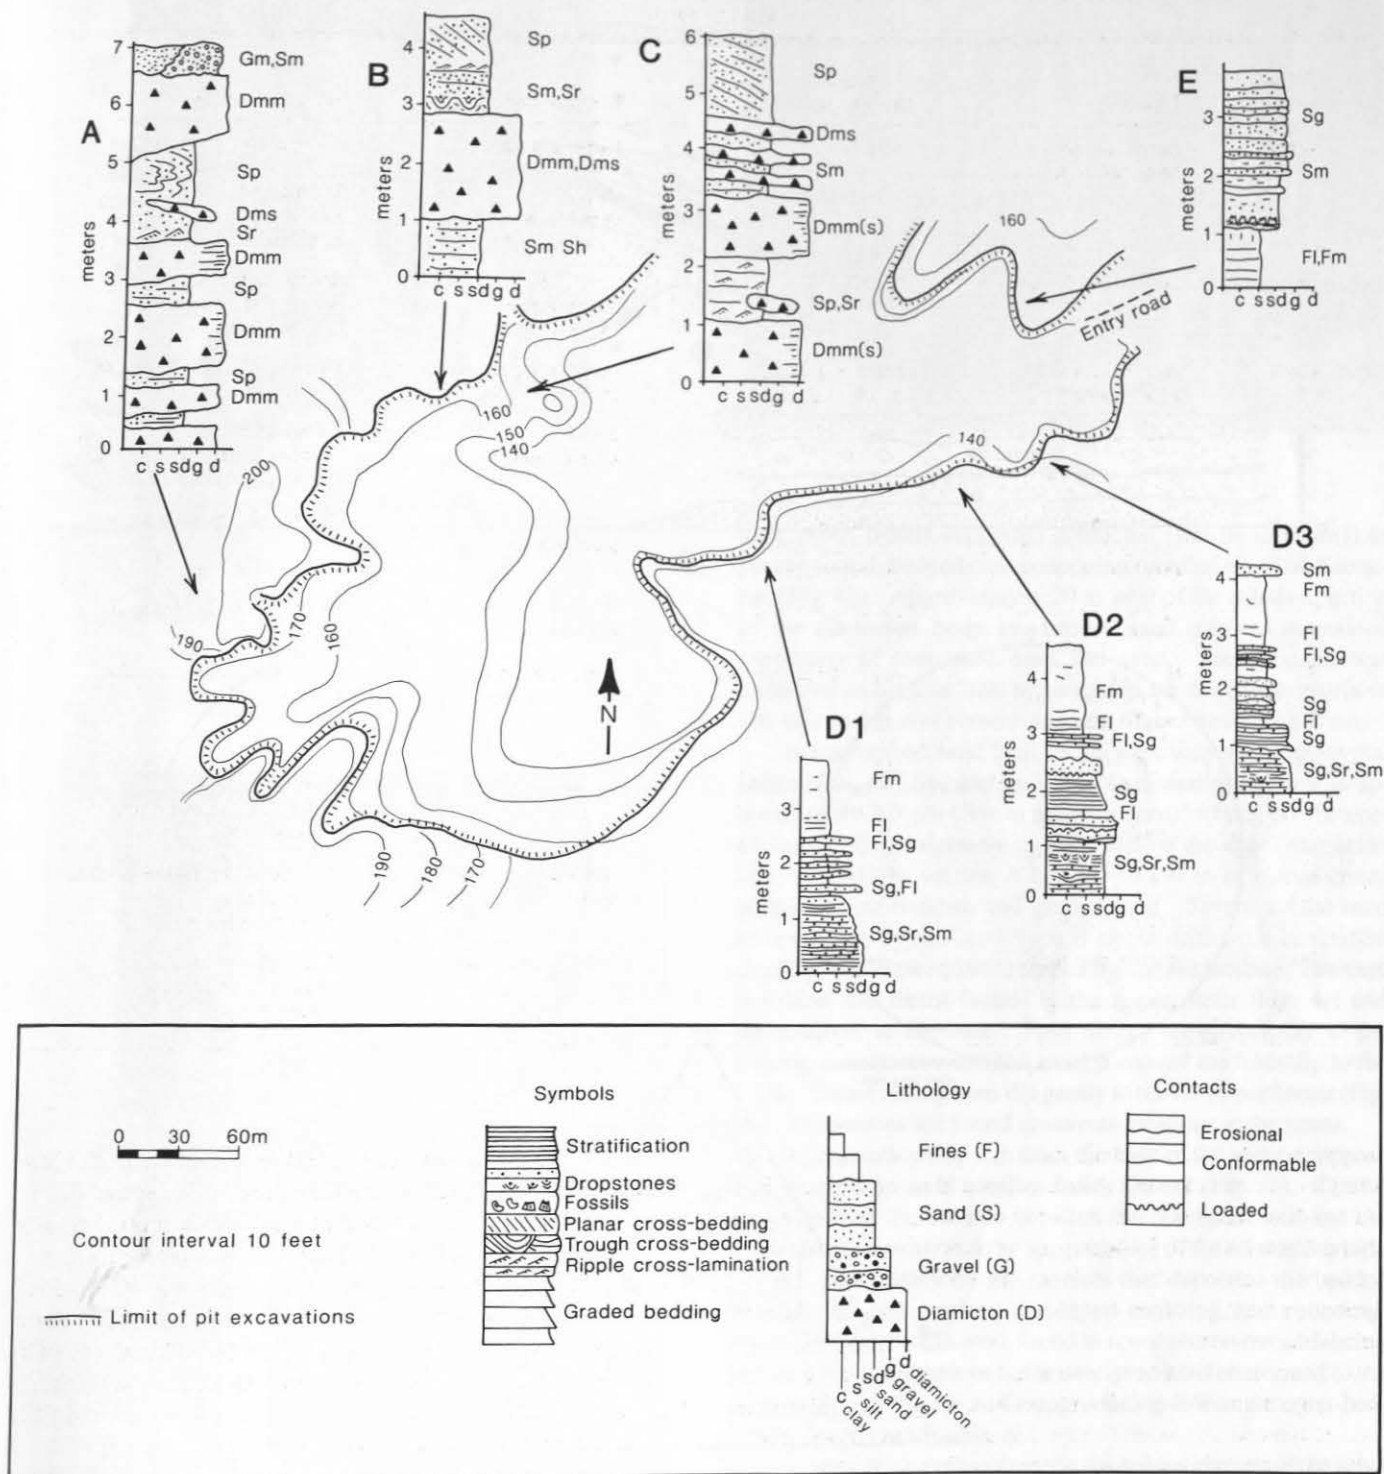 A
7
6
5
4
3
2
1
0
meters
Gm,Sm
Dmm
Sp
Dms
Sr
Dmm
Sp
Dmm
Sp
Dmm
c s sd g d
B
4
3
2
1
0
meters
Sp
Sm,Sr
Dmm,Dms
Sm Sh
c s sd g d
C
6
5
4
3
2
1
0
meters
Sp
Dms
Sm
Dmm(s)
Sp,Sr
Dmm(s)
c s sd g d
E
3
2
1
0
meters
Sg
Sm
Fl,Fm
c s sd g d
160
Entry road
160
150
140
140
200
190
170
160
N
190
180
170
D1
3
2
1
0
meters
Fm
Fl
Fl,Sg
Sg,Fl
Sg,Sr,Sm
c s sd g d
D2
4
3
2
1
0
meters
Fm
Fl
Fl,Sg
Sg
Fl
Sg,Sr,Sm
c s sd g d
D3
4
3
2
1
0
meters
Sm
Fm
Fl
Fl,Sg
Sg
Fl
Sg
Sg,Sr,Sm
c s sd g d
0 30 60m
Contour interval 10 feet
Limit of pit excavations
Symbols
Stratification
Dropstones
Fossils
Planar cross-bedding
Trough cross-bedding
Ripple cross-lamination
Graded bedding
Lithology
Fines (F)
Sand (S)
Gravel (G)
Diamicton (D)
c s sd g d
clay
silt
sand
gravel
diamicton
Contacts
Erosional
Conformable
Loaded